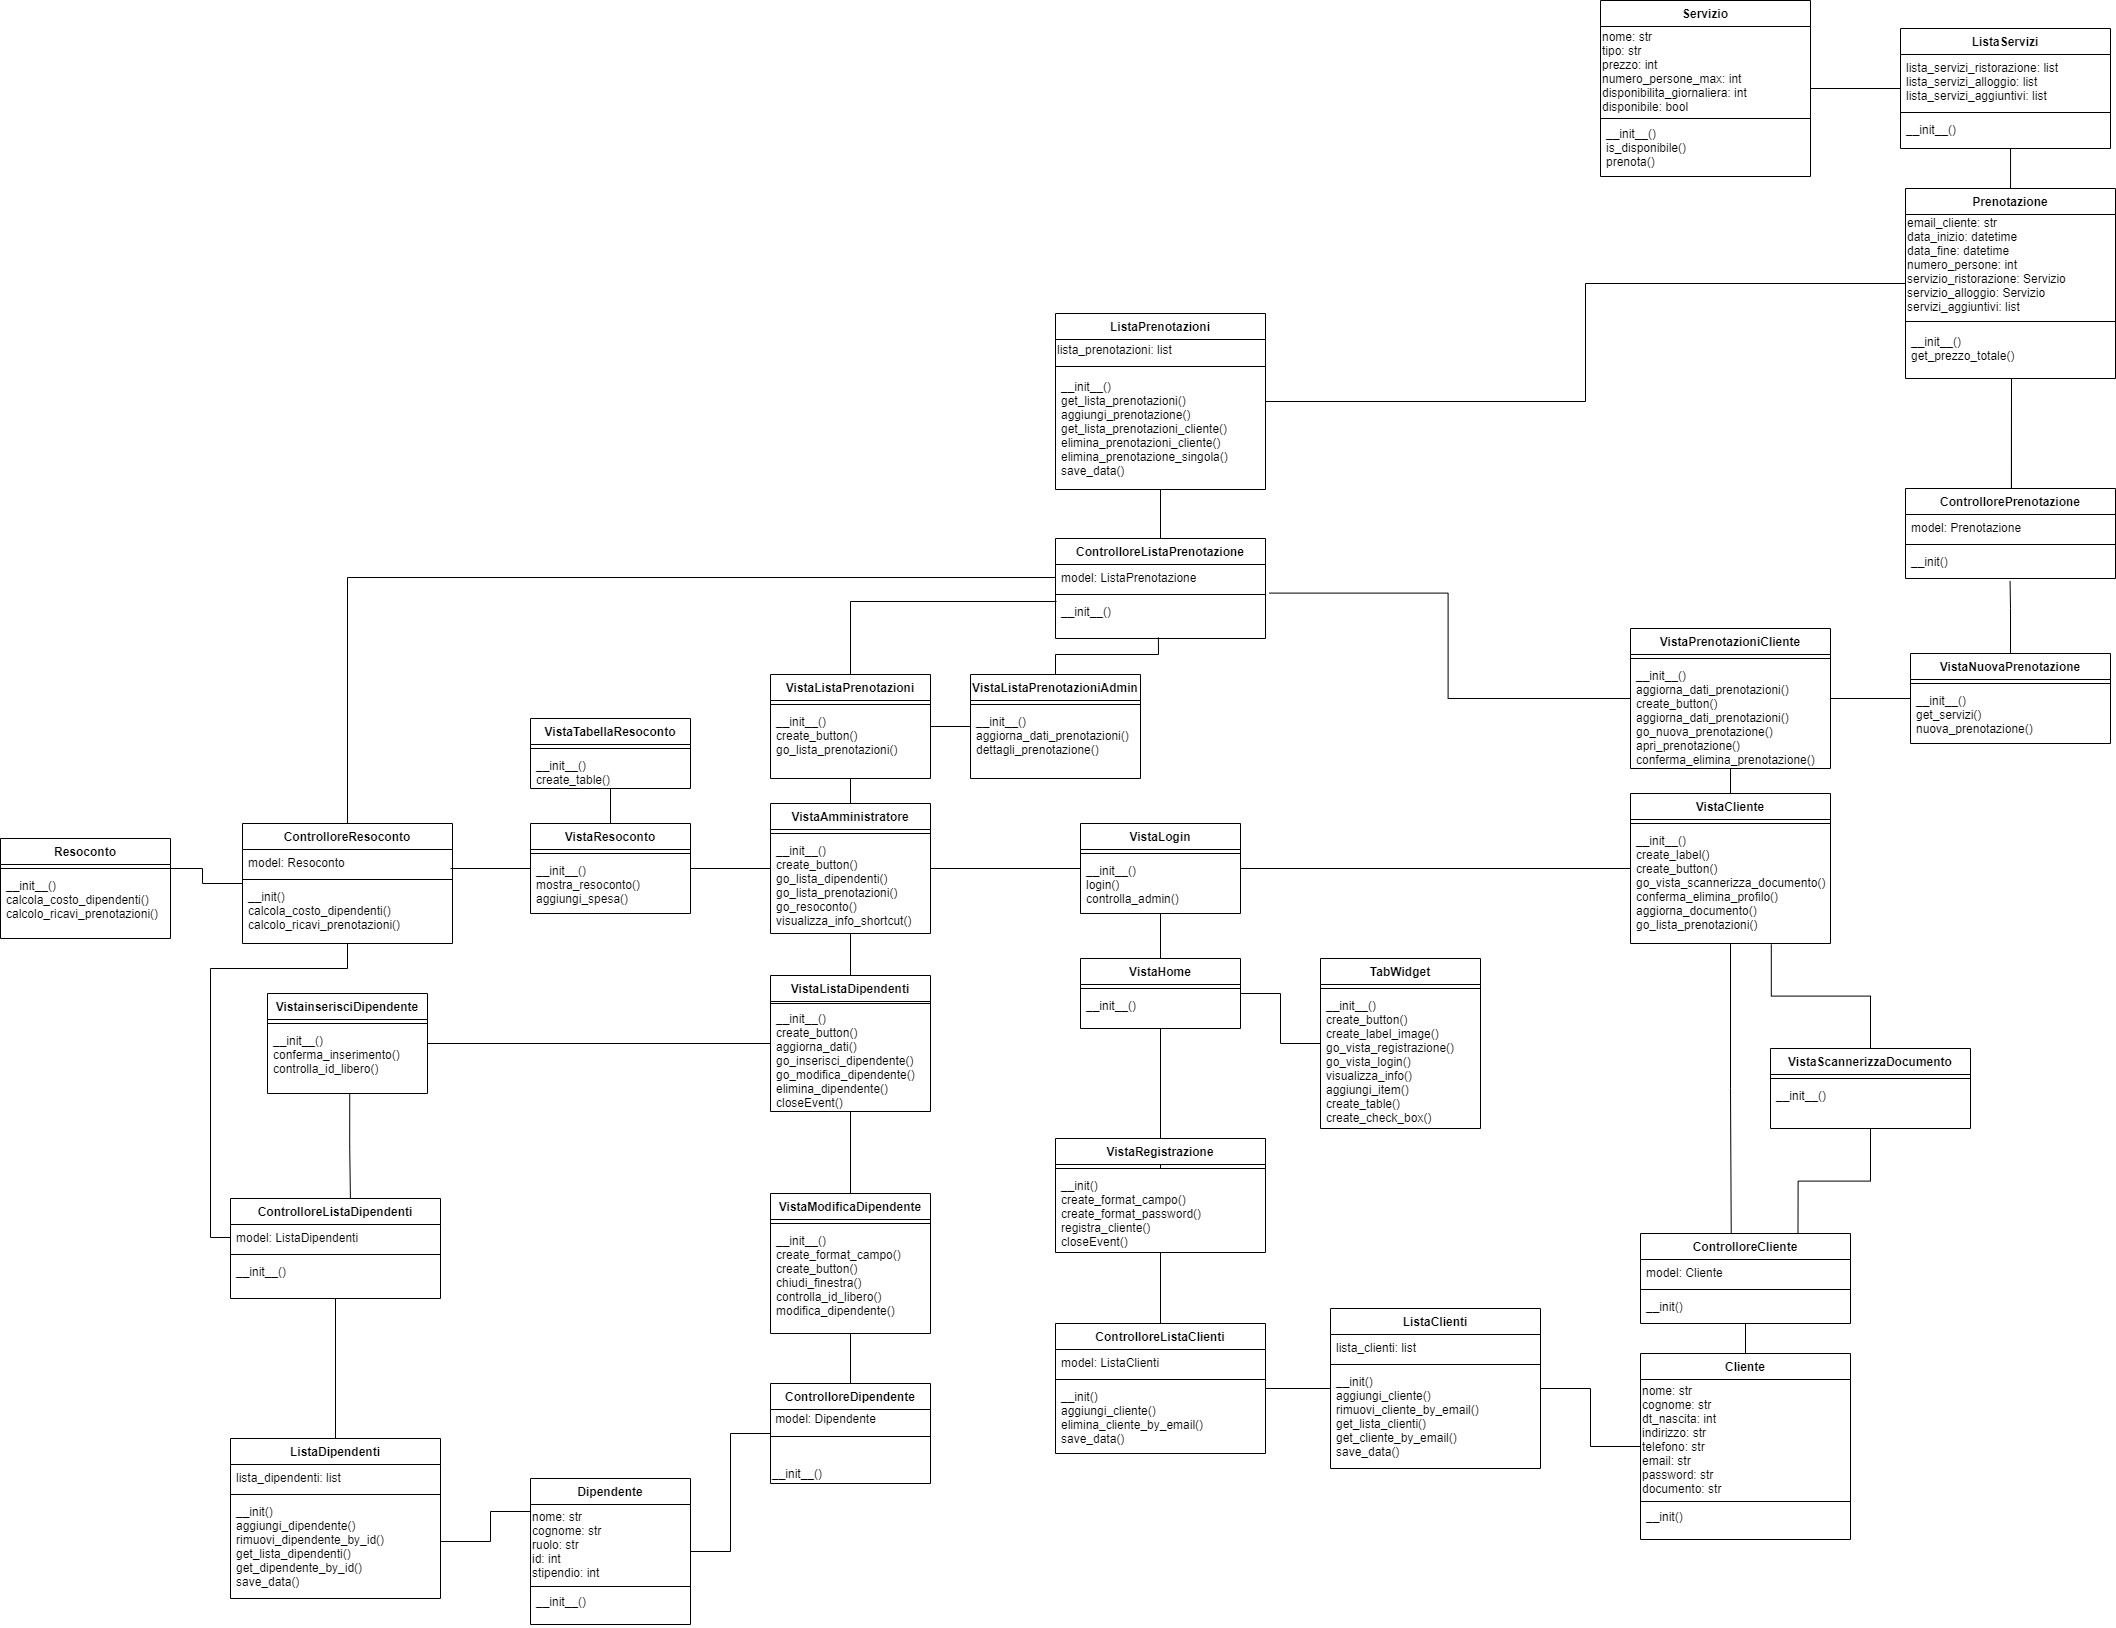 Servizio
nome: str
tipo: str
prezzo: int
numero_persone_max: int
disponibilita_giornaliera: int
disponibile: bool
__init__()
is_disponibile()
prenota()
ListaServizi
lista_servizi_ristorazione: list
lista_servizi_alloggio: list
lista_servizi_aggiuntivi: list
__init__()
Prenotazione
email_cliente: str
data_inizio: datetime
data_fine: datetime
numero_persone: int
servizio_ristorazione: Servizio
servizio_alloggio: Servizio
servizi_aggiuntivi: list
__init__()
get_prezzo_totale()
ListaPrenotazioni
lista_prenotazioni: list
__init__()
get_lista_prenotazioni()
aggiungi_prenotazione()
get_lista_prenotazioni_cliente()
elimina_prenotazioni_cliente()
elimina_prenotazione_singola()
save_data()
ControllorePrenotazione
model: Prenotazione
__init()
ControlloreListaPrenotazione
model: ListaPrenotazione
__init__()
VistaPrenotazioniCliente
__init__()
aggiorna_dati_prenotazioni()
create_button()
aggiorna_dati_prenotazioni()
go_nuova_prenotazione()
apri_prenotazione()
conferma_elimina_prenotazione()
VistaNuovaPrenotazione
__init__()
get_servizi()
nuova_prenotazione()
VistaListaPrenotazioni
__init__()
create_button()
go_lista_prenotazioni()
VistaListaPrenotazioniAdmin
__init__()
aggiorna_dati_prenotazioni()
dettagli_prenotazione()
VistaTabellaResoconto
__init__()
create_table()
Resoconto
__init__()
calcola_costo_dipendenti()
calcolo_ricavi_prenotazioni()
ControlloreResoconto
model: Resoconto
__init()
calcola_costo_dipendenti()
calcolo_ricavi_prenotazioni()
VistaResoconto
__init__()
mostra_resoconto()
aggiungi_spesa()
VistaAmministratore
__init__()
create_button()
go_lista_dipendenti()
go_lista_prenotazioni()
go_resoconto()
visualizza_info_shortcut()
VistaLogin
__init__()
login()
controlla_admin()
VistaCliente
__init__()
create_label()
create_button()
go_vista_scannerizza_documento()
conferma_elimina_profilo()
aggiorna_documento()
go_lista_prenotazioni()
VistainserisciDipendente
__init__()
conferma_inserimento()
controlla_id_libero()
VistaListaDipendenti
__init__()
create_button()
aggiorna_dati()
go_inserisci_dipendente()
go_modifica_dipendente()
elimina_dipendente()
closeEvent()
VistaHome
__init__()
TabWidget
__init__()
create_button()
create_label_image()
go_vista_registrazione()
go_vista_login()
visualizza_info()
aggiungi_item()
create_table()
create_check_box()
VistaScannerizzaDocumento
__init__()
VistaRegistrazione
__init()
create_format_campo()
create_format_password()
registra_cliente()
closeEvent()
ControlloreListaDipendenti
model: ListaDipendenti
__init__()
VistaModificaDipendente
__init__()
create_format_campo()
create_button()
chiudi_finestra()
controlla_id_libero()
modifica_dipendente()
ControlloreCliente
model: Cliente
__init()
ControlloreListaClienti
model: ListaClienti
__init()
aggiungi_cliente()
elimina_cliente_by_email()
save_data()
ListaClienti
lista_clienti: list
__init()
aggiungi_cliente()
rimuovi_cliente_by_email()
get_lista_clienti()
get_cliente_by_email()
save_data()
Cliente
nome: str
cognome: str
dt_nascita: int
indirizzo: str
telefono: str
email: str
password: str
documento: str
__init()
ControlloreDipendente
model: Dipendente
__init__()
ListaDipendenti
lista_dipendenti: list
__init()
aggiungi_dipendente()
rimuovi_dipendente_by_id()
get_lista_dipendenti()
get_dipendente_by_id()
save_data()
Dipendente
nome: str
cognome: str
ruolo: str
id: int
stipendio: int
__init__()